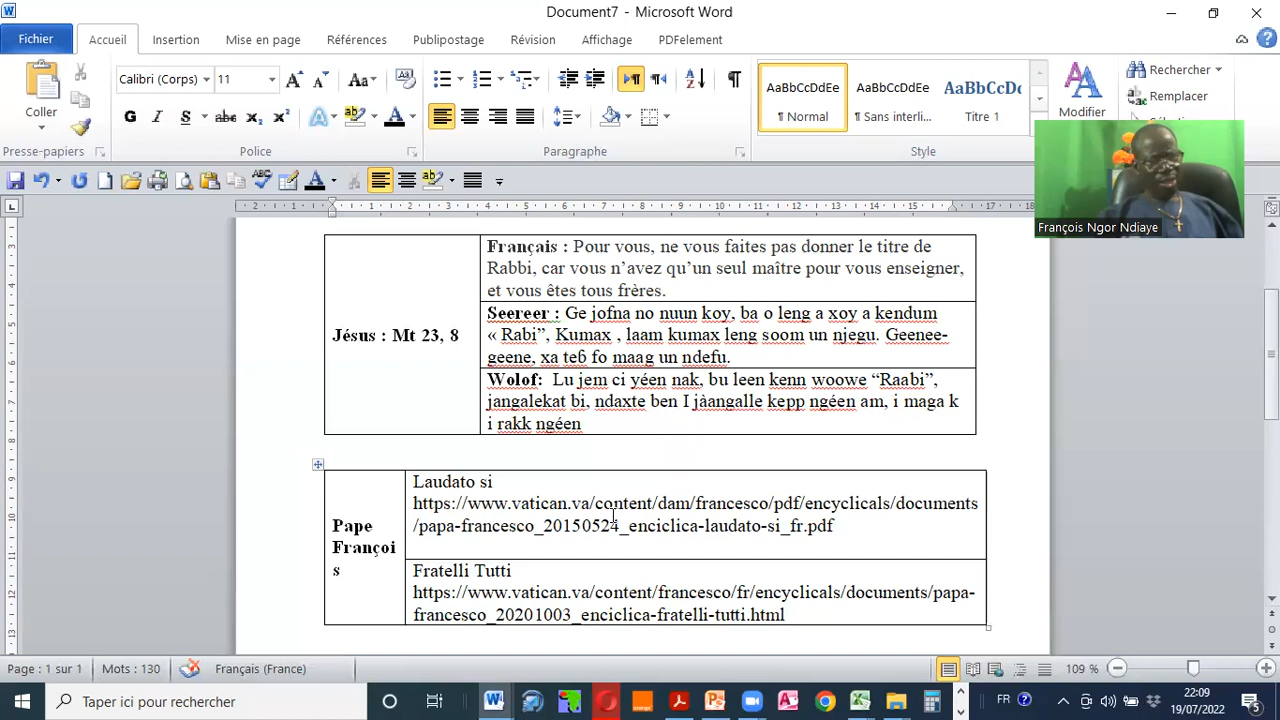 Document7 - Microsoft Word
Fichier Accueil Insertion Mise en page Références Publipostage Révision Affichage PDFelement
Coller
Calibri (Corps) 11
AaBbCcDdEe AaBbCcDdEe AaBbCcDc
¶ Normal ¶ Sans interli... Titre 1
Modifier
Rechercher
Remplacer
Presse-papiers Police Paragraphe Style
François Ngor Ndiaye
Français : Pour vous, ne vous faites pas donner le titre de
Rabbi, car vous n’avez qu’un seul maître pour vous enseigner,
et vous êtes tous frères.
Jésus : Mt 23, 8
Seereer : Ge jofna no nuun koy, ba o leng a xoy a kendum
« Rabi”, Kumax , laam kumax leng soom un njegu. Geenee-
geene, xa teɓ fo maag un ndefu.
Wolof: Lu jem ci yéen nak, bu leen kenn woowe “Raabi”,
jangalekat bi, ndaxte ben I jàangalle kepp ngéen am, i maga k
i rakk ngéen
Pape
Françoi
s
Laudato si
https://www.vatican.va/content/dam/francesco/pdf/encyclicals/documents
/papa-francesco_20150524_enciclica-laudato-si_fr.pdf
Fratelli Tutti
https://www.vatican.va/content/francesco/fr/encyclicals/documents/papa-
francesco_20201003_enciclica-fratelli-tutti.html
Page : 1 sur 1 Mots : 130 Français (France) 109 %
Taper ici pour rechercher
FR
22:09
19/07/2022